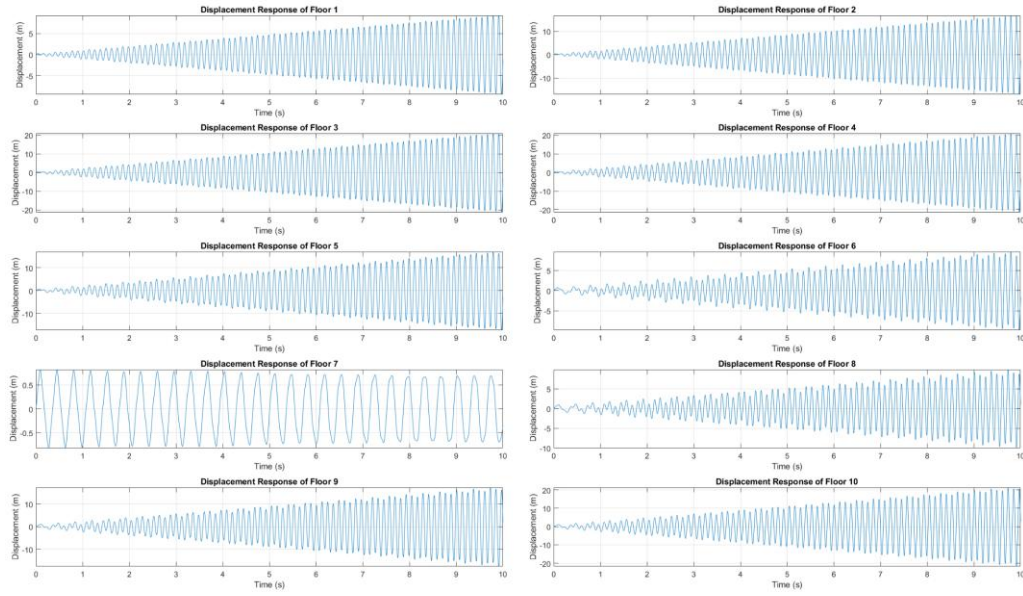 Displacement Response of Floor 1
Displacement (m)
5
0
-5
0 1 2 3 4 5 6 7 8 9 10
Time (s)
Displacement Response of Floor 2
Displacement (m)
10
0
-10
0 1 2 3 4 5 6 7 8 9 10
Time (s)
Displacement Response of Floor 3
Displacement (m)
20
10
0
-10
-20
0 1 2 3 4 5 6 7 8 9 10
Time (s)
Displacement Response of Floor 4
Displacement (m)
20
10
0
-10
-20
0 1 2 3 4 5 6 7 8 9 10
Time (s)
Displacement Response of Floor 5
Displacement (m)
10
0
-10
0 1 2 3 4 5 6 7 8 9 10
Time (s)
Displacement Response of Floor 6
Displacement (m)
5
0
-5
0 1 2 3 4 5 6 7 8 9 10
Time (s)
Displacement Response of Floor 7
Displacement (m)
0.5
0
-0.5
0 1 2 3 4 5 6 7 8 9 10
Time (s)
Displacement Response of Floor 8
Displacement (m)
10
5
0
-5
-10
0 1 2 3 4 5 6 7 8 9 10
Time (s)
Displacement Response of Floor 9
Displacement (m)
10
0
-10
0 1 2 3 4 5 6 7 8 9 10
Time (s)
Displacement Response of Floor 10
Displacement (m)
20
10
0
-10
-20
0 1 2 3 4 5 6 7 8 9 10
Time (s)